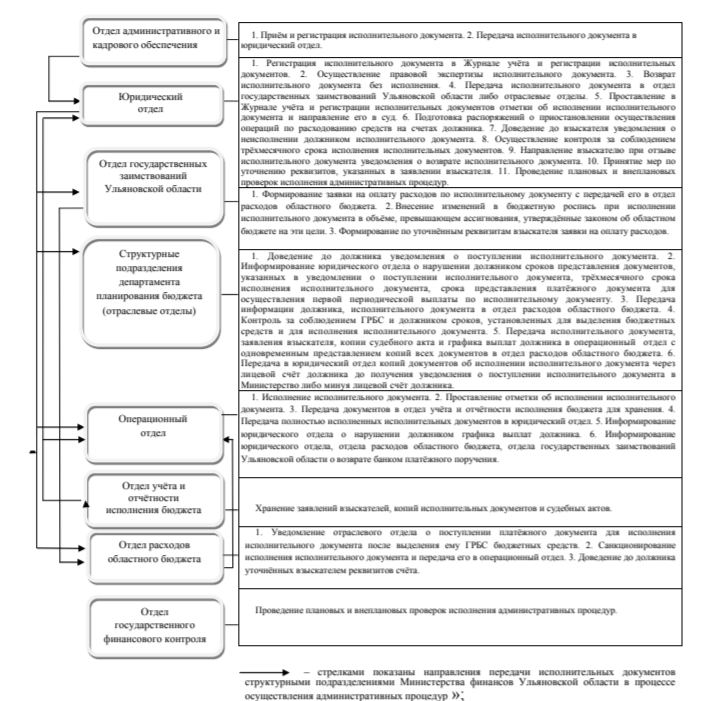 Отдел административного и
кадрового обеспечения
1. Приём и регистрация исполнительного документа. 2. Передача исполнительного документа в
юридический отдел.
Юридический
отдел
1. Регистрация исполнительного документа в Журнале учёта и регистрации исполнительных
документов. 2. Осуществление правовой экспертизы исполнительного документа. 3. Возврат
исполнительного документа без исполнения. 4. Передача исполнительного документа в отдел
государственных заимствований Ульяновской области либо отраслевые отделы. 5. Проставление в
Журнале учёта и регистрации исполнительных документов отметки об исполнении исполнительного
документа и направление его в суд. 6. Подготовка распоряжений о приостановлении осуществления
операций по расходованию средств на счетах должника. 7. Доведение до взыскателя уведомления о
неисполнении должником исполнительного документа. 8. Осуществление контроля за соблюдением
трёхмесячного срока исполнения исполнительных документов. 9. Направление взыскателю при отзыве
исполнительного документа уведомления о возврате исполнительного документа. 10. Принятие мер по
уточнению реквизитов, указанных в заявлении взыскателя. 11. Проведение плановых и внеплановых
проверок исполнения административных процедур.
Отдел государственных
заимствований
Ульяновской области
1. Формирование заявки на оплату расходов по исполнительному документу с передачей его в отдел
расходов областного бюджета. 2. Внесение изменений в бюджетную роспись при исполнении
исполнительного документа в объёме, превышающем ассигнования, утверждённые законом об областном
бюджете на эти цели. 3. Формирование по уточнённым реквизитам взыскателя заявки на оплату расходов.
Структурные
подразделения
департамента
планирования бюджета
(отраслевые отделы)
1. Доведение до должника уведомления о поступлении исполнительного документа. 2.
Информирование юридического отдела о нарушении должником сроков представления документов,
указанных в уведомлении о поступлении исполнительного документа, трёхмесячного срока
исполнения исполнительного документа, срока представления платёжного документа для
осуществления первой периодической выплаты по исполнительному документу. 3. Передача
информации должника, исполнительного документа в отдел расходов областного бюджета. 4.
Контроль за соблюдением ГРБС и должником сроков, установленных для выделения бюджетных
средств и для исполнения исполнительного документа. 5. Передача исполнительного документа,
заявления взыскателя, копии судебного акта и графика выплат должника в операционный отдел с
одновременным представлением копий всех документов в отдел расходов областного бюджета. 6.
Передача в юридический отдел копий документов об исполнении исполнительного документа через
лицевой счёт должника до получения уведомления о поступлении исполнительного документа в
Министерство либо минуя лицевой счёт должника.
Операционный
отдел
1. Исполнение исполнительного документа. 2. Проставление отметки об исполнении исполнительного
документа. 3. Передача документов в отдел учёта и отчётности исполнения бюджета для хранения. 4.
Передача полностью исполненных исполнительных документов в юридический отдел. 5. Информирование
юридического отдела о нарушении должником графика выплат должника. 6. Информирование
юридического отдела, отдела расходов областного бюджета, отдела государственных заимствований
Ульяновской области о возврате банком платёжного поручения.
Отдел учёта и
отчётности
исполнения бюджета
Хранение заявлений взыскателей, копий исполнительных документов и судебных актов.
Отдел расходов
областного бюджета
1. Уведомление отраслевого отдела о поступлении платёжного документа для исполнения
исполнительного документа после выделения ему ГРБС бюджетных средств. 2. Санкционирование
исполнения исполнительного документа и передача его в операционный отдел. 3. Доведение до должника
уточнённых взыскателем реквизитов счёта.
Отдел
государственного
финансового контроля
Проведение плановых и внеплановых проверок исполнения административных процедур.
– стрелками показаны направления передачи исполнительных документов
структурными подразделениями Министерства финансов Ульяновской области в процессе
осуществления административных процедур »;